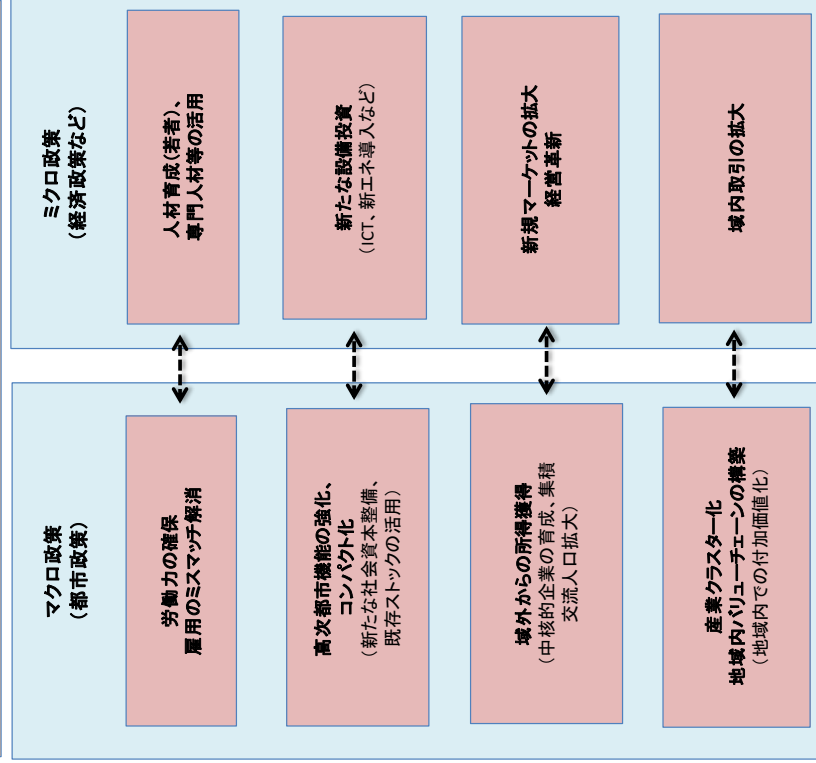 マクロ政策
（都市政策）
労働力の確保
雇用のミスマッチ解消
高次都市機能の強化、
コンパクト化
（新たな社会資本整備、
既存ストックの活用）
域外からの所得獲得
（中核的企業の育成、集積
交流人口拡大）
産業クラスター化
地域内バリューチェーンの構築
（地域内での付加価値化）
ミクロ政策
（経済政策など）
人材育成（若者）、
専門人材等の活用
新たな設備投資
（ICT、新エネ導入など）
新規マーケットの拡大
経営革新
域内取引の拡大